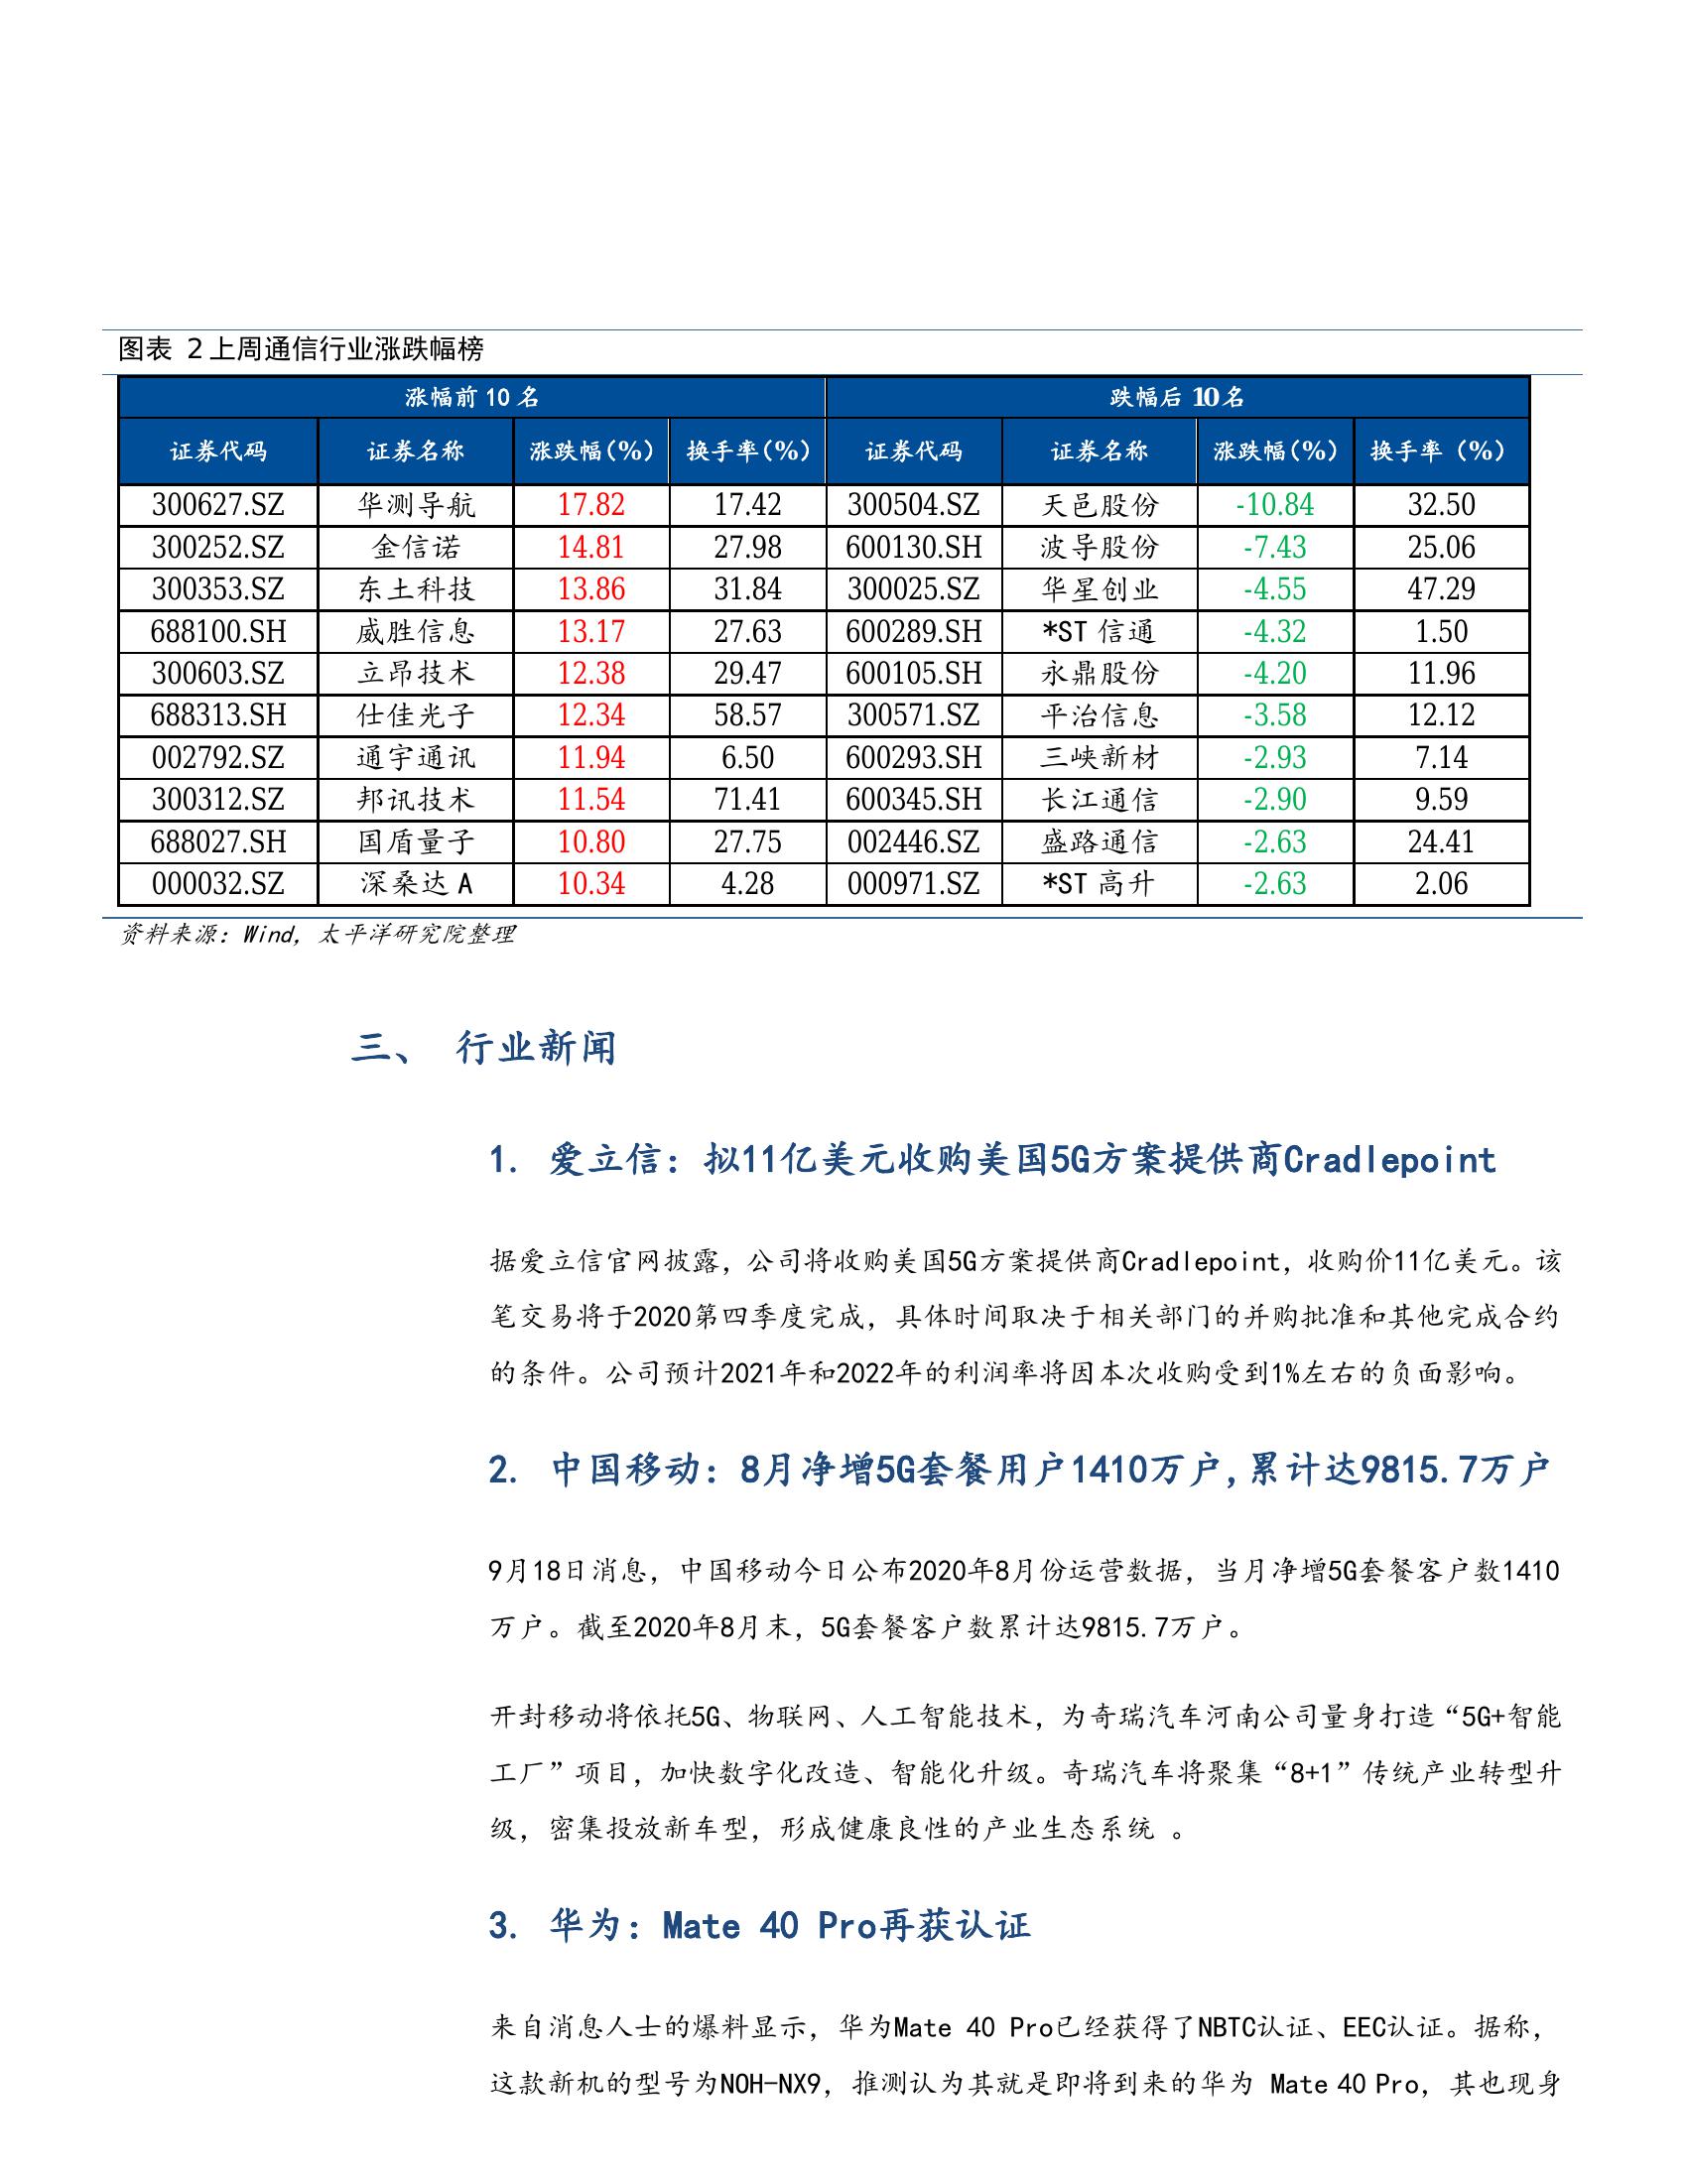 图表 2 上周通信行业涨跌幅榜
涨幅前 10 名 跌幅后 10 名
证券代码 证券名称 涨跌幅(%) 换手率(%) 证券代码 证券名称 涨跌幅(%) 换手率（%）
300627.SZ 华测导航 17.82 17.42 300504.SZ 天邑股份 -10.84 32.50
300252.SZ 金信诺 14.81 27.98 600130.SH 波导股份 -7.43 25.06
300353.SZ 东土科技 13.86 31.84 300025.SZ 华星创业 -4.55 47.29
688100.SH 威胜信息 13.17 27.63 600289.SH *ST 信通 -4.32 1.50
300603.SZ 立昂技术 12.38 29.47 600105.SH 永鼎股份 -4.20 11.96
688313.SH 仕佳光子 12.34 58.57 300571.SZ 平治信息 -3.58 12.12
002792.SZ 通宇通讯 11.94 6.50 600293.SH 三峡新材 -2.93 7.14
300312.SZ 邦讯技术 11.54 71.41 600345.SH 长江通信 -2.90 9.59
688027.SH 国盾量子 10.80 27.75 002446.SZ 盛路通信 -2.63 24.41
000032.SZ 深桑达 A 10.34 4.28 000971.SZ *ST 高升 -2.63 2.06
资料来源：Wind，太平洋研究院整理
三、 行业新闻
1. 爱立信：拟11亿美元收购美国5G方案提供商Cradlepoint
据爱立信官网披露，公司将收购美国5G方案提供商Cradlepoint，收购价11亿美元。该
笔交易将于2020第四季度完成，具体时间取决于相关部门的并购批准和其他完成合约
的条件。公司预计2021年和2022年的利润率将因本次收购受到1%左右的负面影响。
2. 中国移动：8月净增5G套餐用户1410万户,累计达9815.7万户
9月18日消息，中国移动今日公布2020年8月份运营数据，当月净增5G套餐客户数1410
万户。截至2020年8月末，5G套餐客户数累计达9815.7万户。
开封移动将依托5G、物联网、人工智能技术，为奇瑞汽车河南公司量身打造“5G+智能
工厂”项目，加快数字化改造、智能化升级。奇瑞汽车将聚集“8+1”传统产业转型升
级，密集投放新车型，形成健康良性的产业生态系统 。
3. 华为：Mate 40 Pro再获认证
来自消息人士的爆料显示，华为Mate 40 Pro已经获得了NBTC认证、EEC认证。据称，
这款新机的型号为NOH-NX9，推测认为其就是即将到来的华为 Mate 40 Pro，其也现身